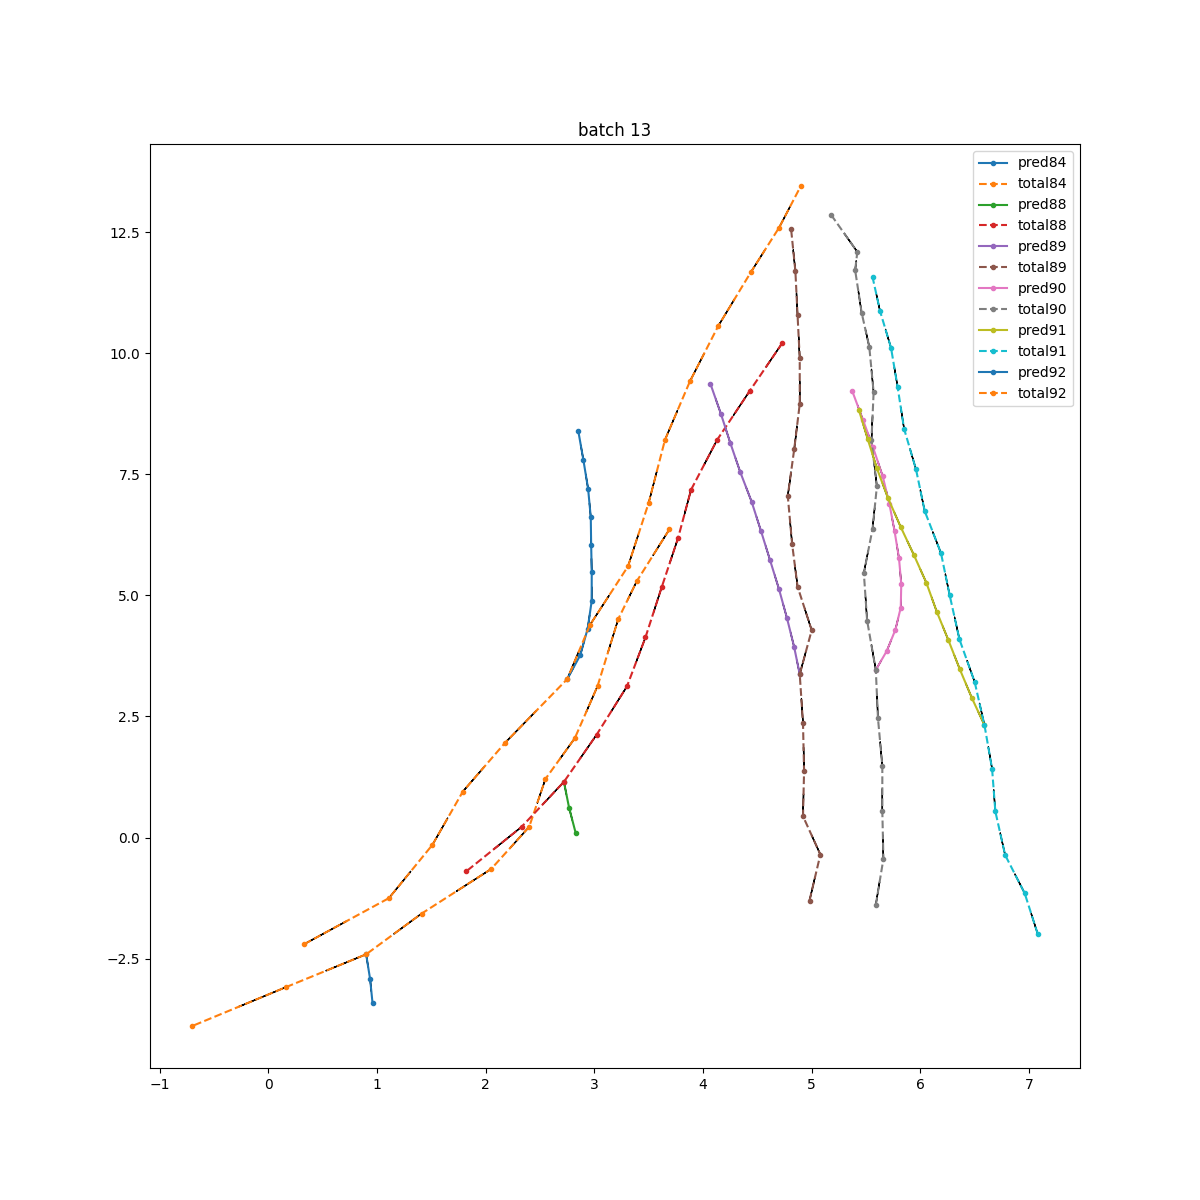 batch 13
pred84
total84
pred88
total88
pred89
total89
pred90
total90
pred91
total91
pred92
total92
12.5
10.0
7.5
5.0
2.5
0.0
−2.5
−1 0 1 2 3 4 5 6 7